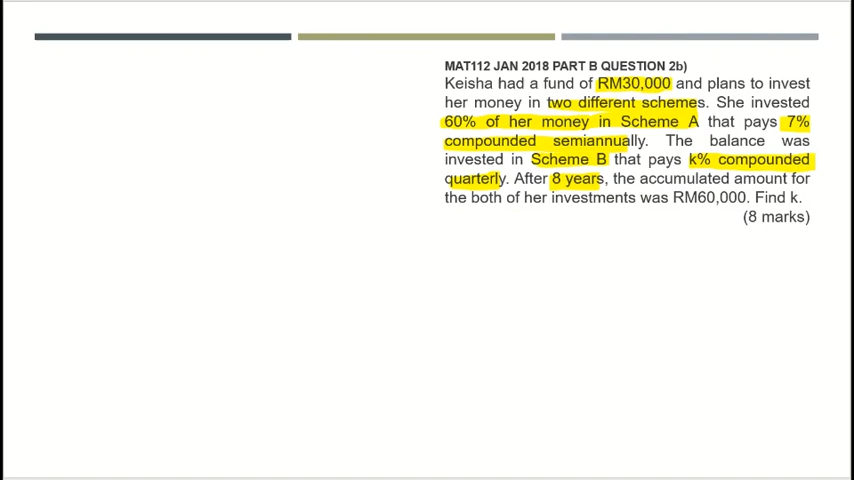 MAT112 JAN 2018 PART B QUESTION 2b)
Keisha had a fund of RM30,000 and plans to invest
her money in two different schemes. She invested
60% of her money in Scheme A that pays 7%
compounded semiannually. The balance was
invested in Scheme B that pays k% compounded
quarterly. After 8 years, the accumulated amount for
the both of her investments was RM60,000. Find k.
(8 marks)